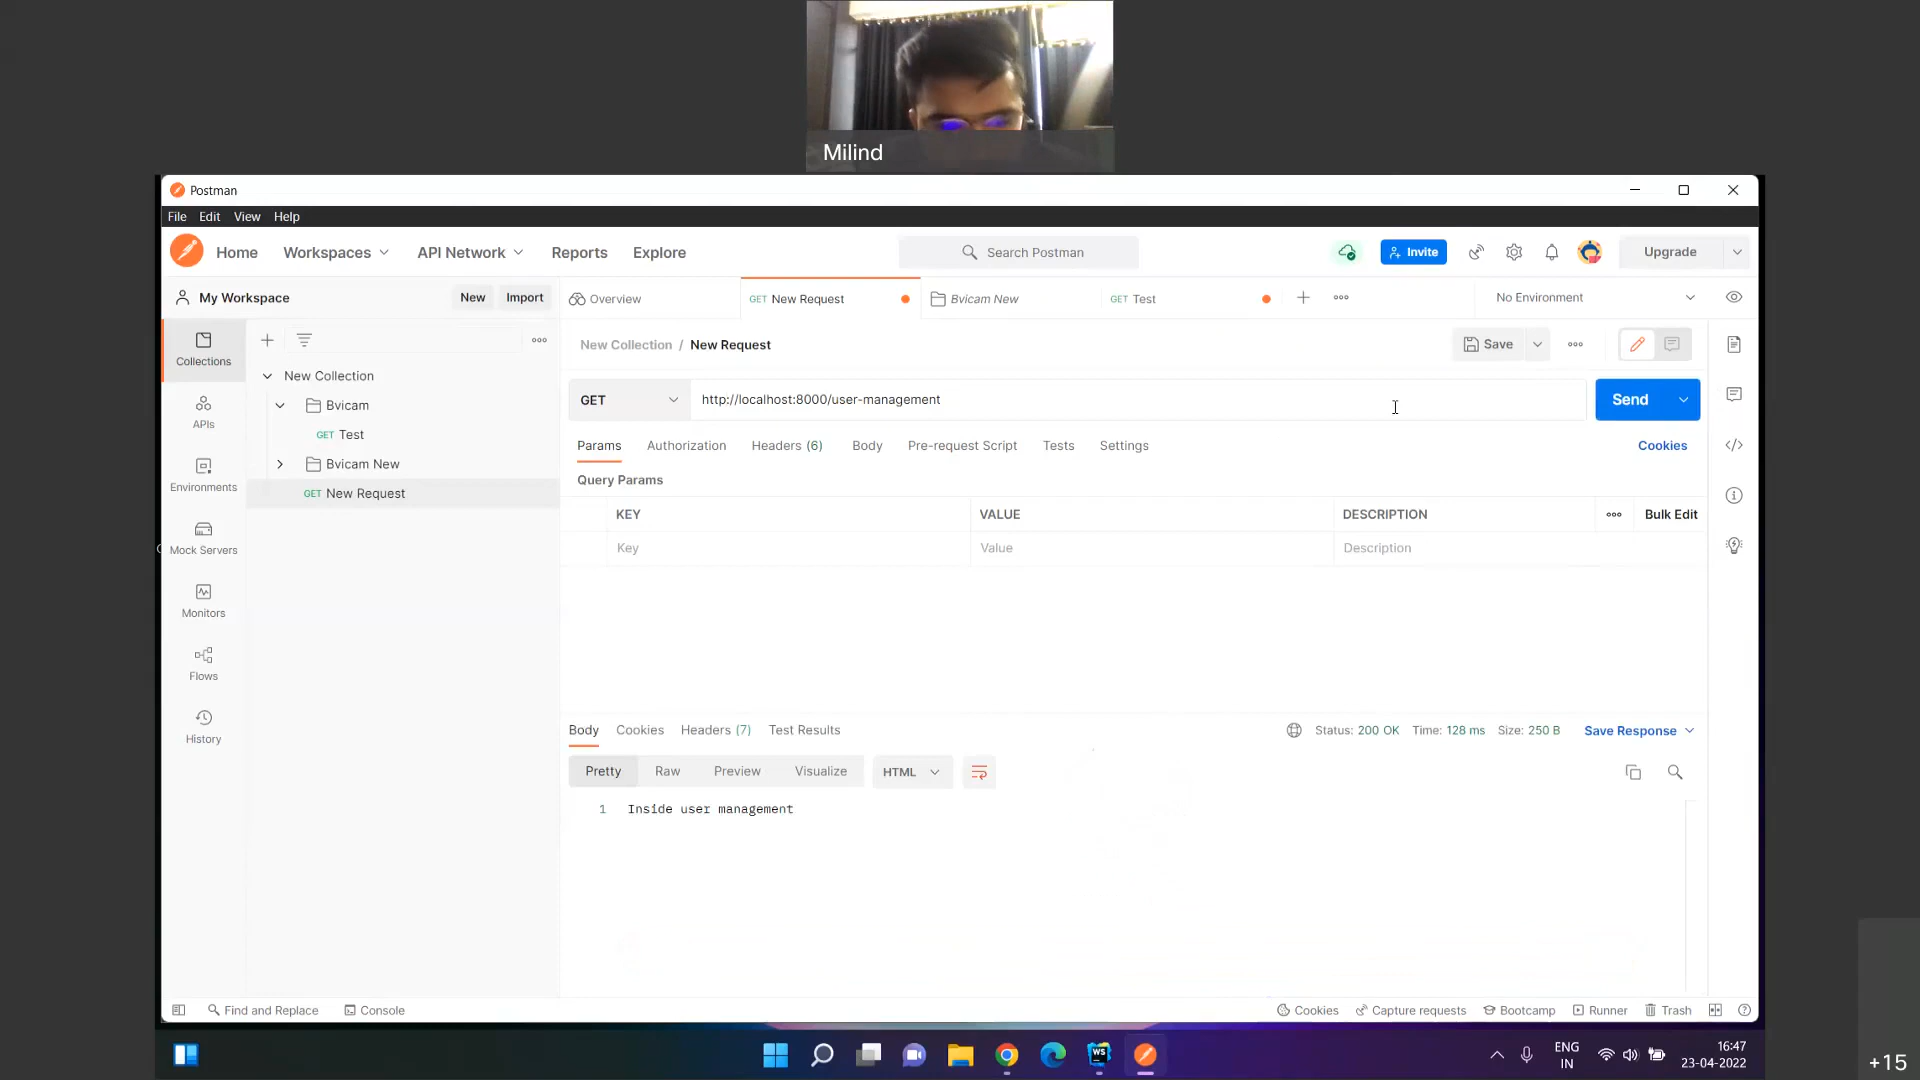 Milind
Postman
File Edit View Help
Home Workspaces API Network Reports Explore Search Postman Invite Upgrade
My Workspace New Import Overview GET New Request Bvicam New GET Test No Environment
Collections
APIs
Environments
Mock Servers
Monitors
Flows
History
New Collection
Bvicam
GET Test
Bvicam New
GET New Request
New Collection / New Request Save
GET http://localhost:8000/user-management Send
Params Authorization Headers (6) Body Pre-request Script Tests Settings Cookies
Query Params
KEY VALUE DESCRIPTION Bulk Edit
Key Value Description
Body Cookies Headers (7) Test Results Status: 200 OK Time: 128 ms Size: 250 B Save Response
Pretty Raw Preview Visualize HTML
1 Inside user management
Find and Replace Console Cookies Capture requests Bootcamp Runner Trash
WS
ENG
IN
16:47
23-04-2022
+15